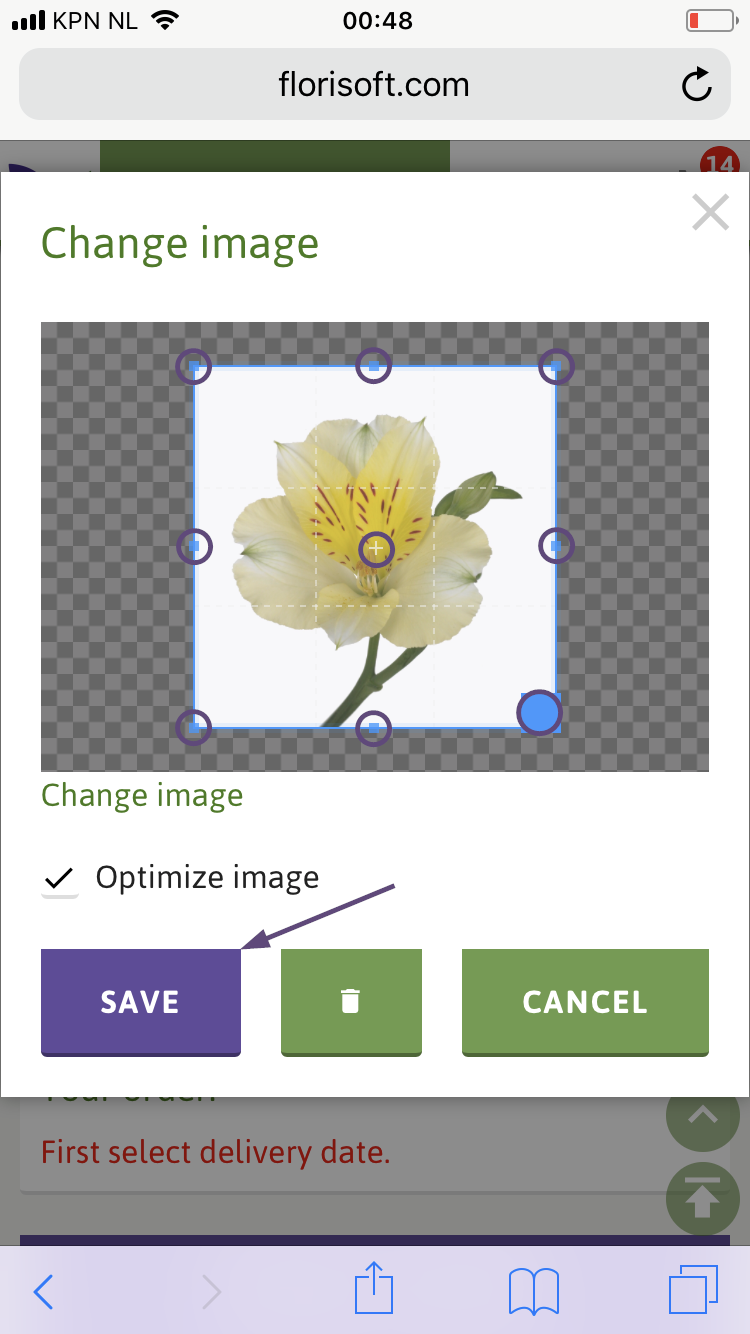 KPN NL
00:48
florisoft.com
14
Change image
Change image
Optimize image
SAVE
CANCEL
Your order:
First select delivery date.